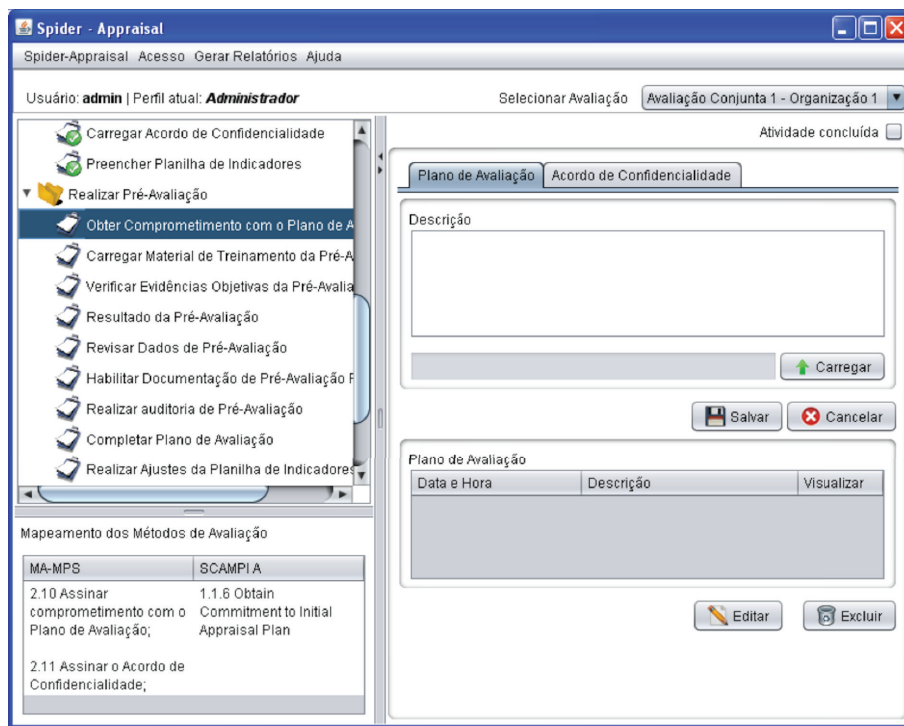 Spider - Appraisal
Spider-Appraisal Acesso Gerar Relatórios Ajuda
Usuário: admin | Perfil atual: Administrador
Selecionar Avaliação Avaliação Conjunta 1 - Organização 1
Carregar Acordo de Confidencialidade
Preencher Planilha de Indicadores
Realizar Pré-Avaliação
Obter Comprometimento com o Plano de A
Carregar Material de Treinamento da Pré-A
Verificar Evidências Objetivas da Pré-Avalia
Resultado da Pré-Avaliação
Revisar Dados de Pré-Avaliação
Habilitar Documentação de Pré-Avaliação F
Realizar auditoria de Pré-Avaliação
Completar Plano de Avaliação
Realizar Ajustes da Planilha de Indicadores
Mapeamento dos Métodos de Avaliação
MA-MPS SCAMPI A
2.10 Assinar
comprometimento com o
Plano de Avaliação;
2.11 Assinar o Acordo de
Confidencialidade;
1.1.6 Obtain
Commitment to Initial
Appraisal Plan
Atividade concluída
Plano de Avaliação Acordo de Confidencialidade
Descrição
Carregar
Salvar Cancelar
Plano de Avaliação
Data e Hora Descrição Visualizar
Editar Excluir